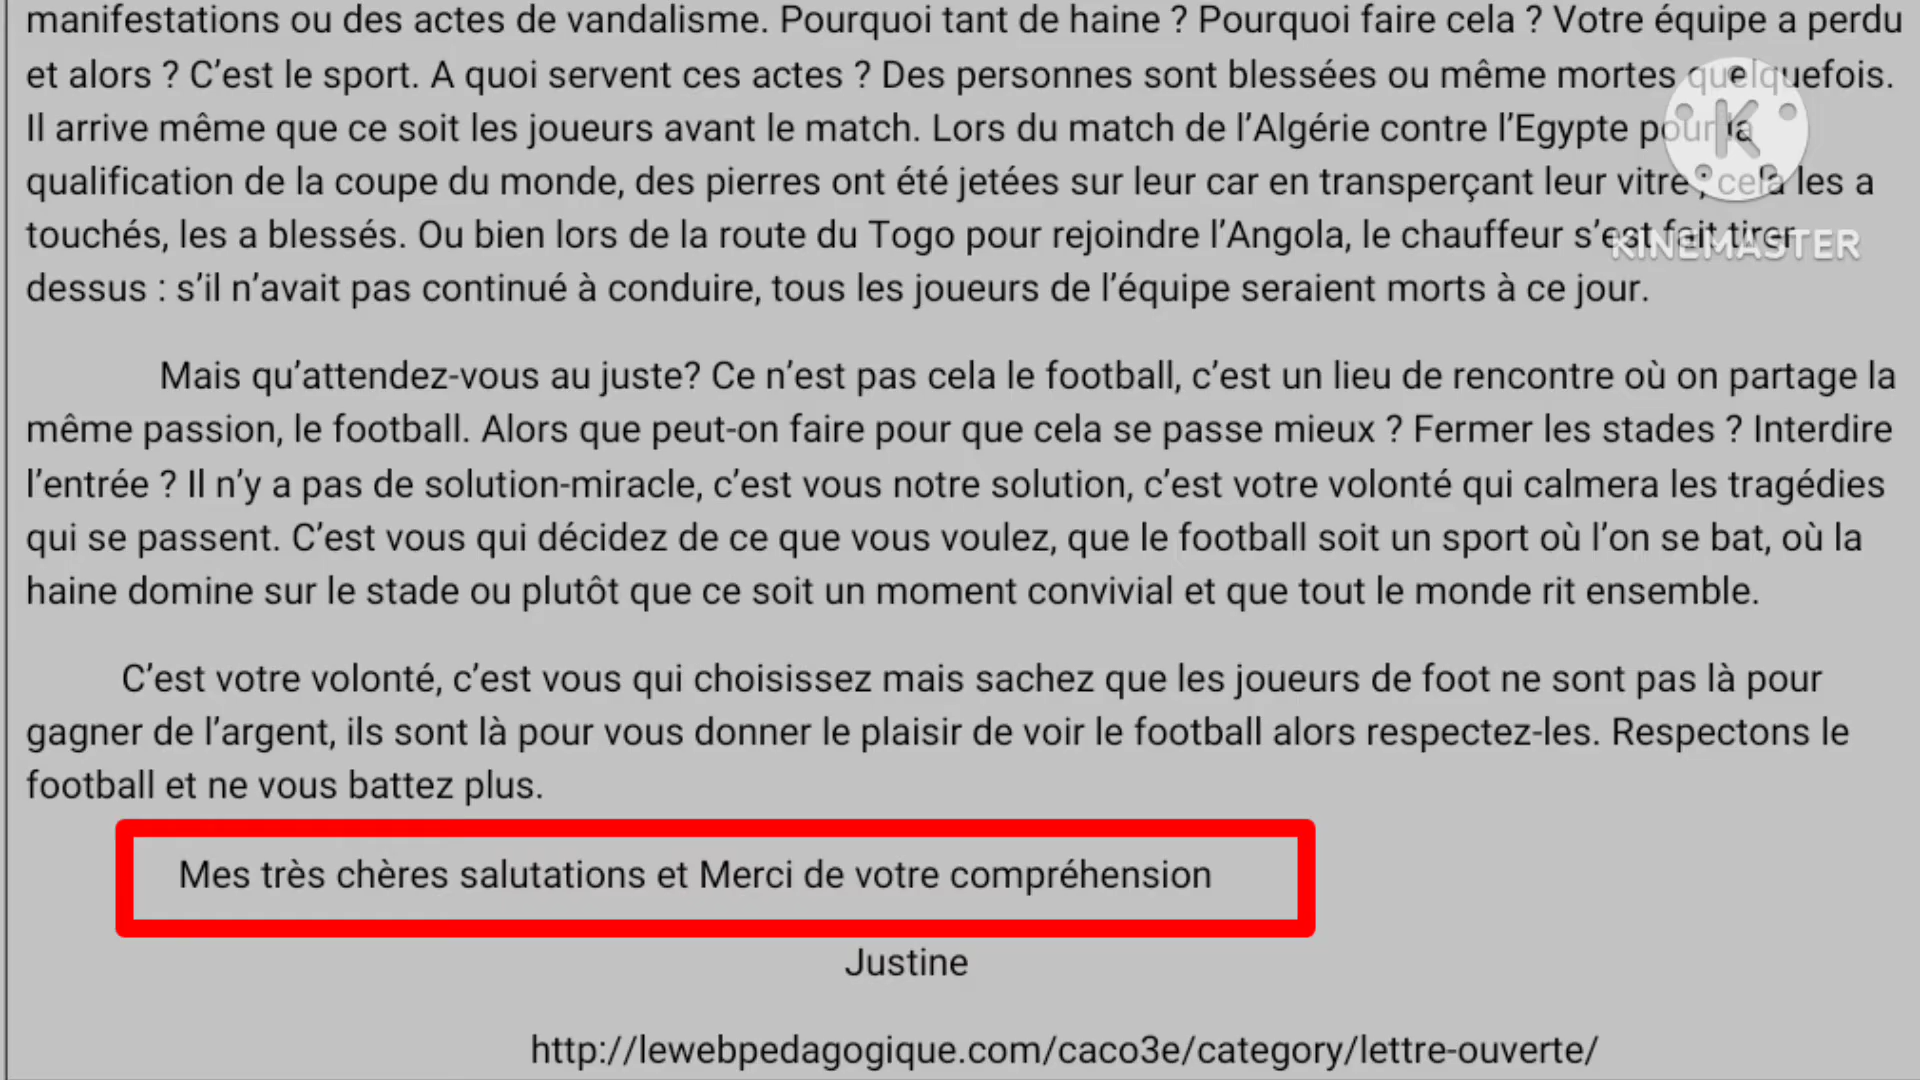 manifestations ou des actes de vandalisme. Pourquoi tant de haine ? Pourquoi faire cela ? Votre équipe a perdu
et alors ? C’est le sport. A quoi servent ces actes ? Des personnes sont blessées ou même mortes quelquefois.
Il arrive même que ce soit les joueurs avant le match. Lors du match de l’Algérie contre l’Egypte pour la
qualification de la coupe du monde, des pierres ont été jetées sur leur car en transperçant leur vitre ; cela les a
touchés, les a blessés. Ou bien lors de la route du Togo pour rejoindre l’Angola, le chauffeur s’est fait tirer
KINEMASTER
dessus : s’il n’avait pas continué à conduire, tous les joueurs de l’équipe seraient morts à ce jour.
Mais qu’attendez-vous au juste? Ce n’est pas cela le football, c’est un lieu de rencontre où on partage la
même passion, le football. Alors que peut-on faire pour que cela se passe mieux ? Fermer les stades ? Interdire
l’entrée ? Il n’y a pas de solution-miracle, c’est vous notre solution, c’est votre volonté qui calmera les tragédies
qui se passent. C’est vous qui décidez de ce que vous voulez, que le football soit un sport où l’on se bat, où la
haine domine sur le stade ou plutôt que ce soit un moment convivial et que tout le monde rit ensemble.
C’est votre volonté, c’est vous qui choisissez mais sachez que les joueurs de foot ne sont pas là pour
gagner de l’argent, ils sont là pour vous donner le plaisir de voir le football alors respectez-les. Respectons le
football et ne vous battez plus.
Mes très chères salutations et Merci de votre compréhension
Justine
http://lewebpedagogique.com/caco3e/category/lettre-ouverte/